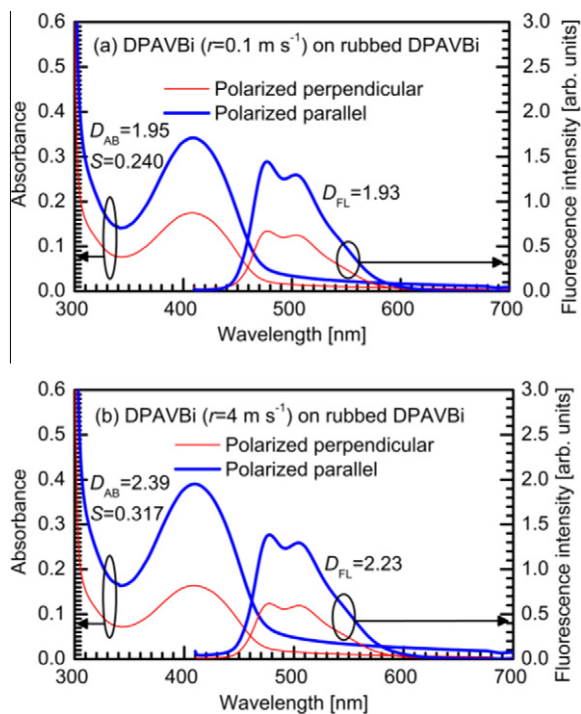 (a) DPAVBi (r=0.1 m s⁻¹) on rubbed DPAVBi
Polarized perpendicular
Polarized parallel
D_AB=1.95
S=0.240
D_FL=1.93
0.6
0.5
0.4
0.3
0.2
0.1
0.0
Absorbance
3.0
2.5
2.0
1.5
1.0
0.5
0.0
Fluorescence intensity [arb. units]
300 400 500 600 700
Wavelength [nm]
(b) DPAVBi (r=4 m s⁻¹) on rubbed DPAVBi
Polarized perpendicular
Polarized parallel
D_AB=2.39
S=0.317
D_FL=2.23
0.6
0.5
0.4
0.3
0.2
0.1
0.0
Absorbance
3.0
2.5
2.0
1.5
1.0
0.5
0.0
Fluorescence intensity [arb. units]
300 400 500 600 700
Wavelength [nm]